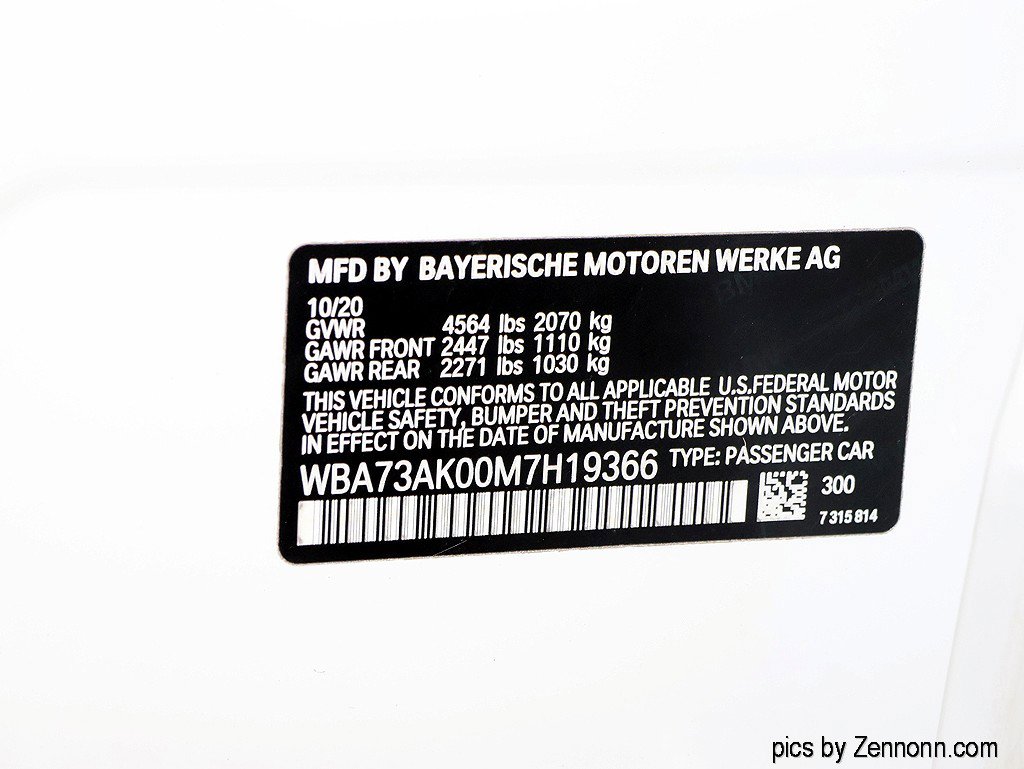 MFD BY BAYERISCHE MOTOREN WERKE AG
10/20
GVWR 4564 lbs 2070 kg
GAWR FRONT 2447 lbs 1110 kg
GAWR REAR 2271 lbs 1030 kg
THIS VEHICLE CONFORMS TO ALL APPLICABLE U.S.FEDERAL MOTOR
VEHICLE SAFETY, BUMPER AND THEFT PREVENTION STANDARDS
IN EFFECT ON THE DATE OF MANUFACTURE SHOWN ABOVE.
WBA73AK00M7H19366 TYPE: PASSENGER CAR
300
7 315 814
pics by Zennonn.com